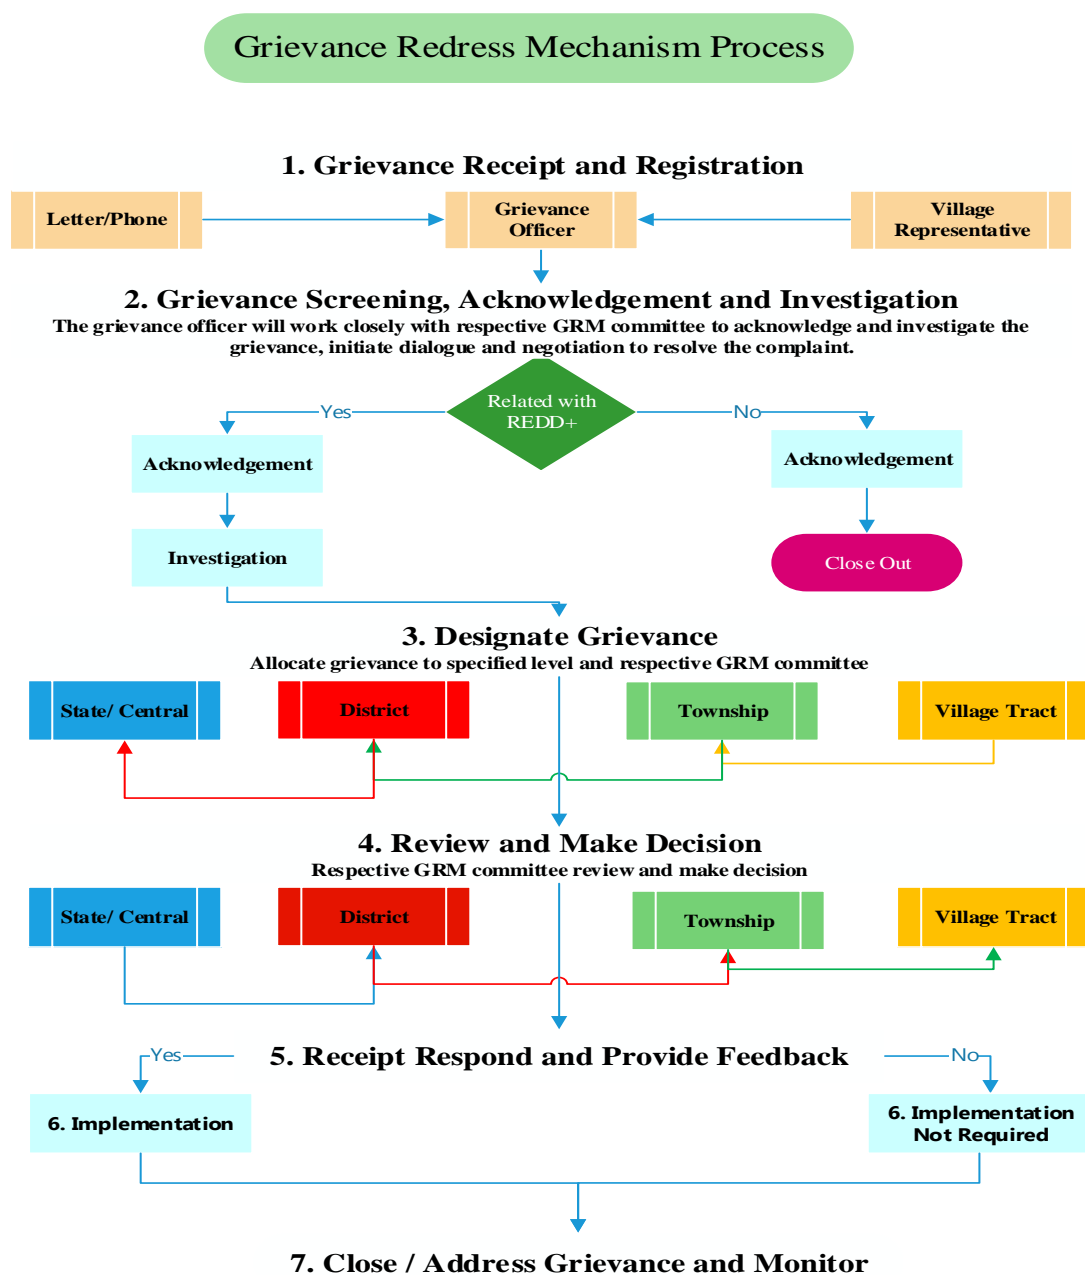 Grievance Redress Mechanism Process
1. Grievance Receipt and Registration
Letter/Phone
Grievance
Officer
Village
Representative
2. Grievance Screening, Acknowledgement and Investigation
The grievance officer will work closely with respective GRM committee to acknowledge and investigate the
grievance, initiate dialogue and negotiation to resolve the complaint.
Related with
REDD+
Yes
No
Acknowledgement
Acknowledgement
Investigation
Close Out
3. Designate Grievance
Allocate grievance to specified level and respective GRM committee
State/ Central
District
Township
Village Tract
4. Review and Make Decision
Respective GRM committee review and make decision
State/ Central
District
Township
Village Tract
Yes
5. Receipt Respond and Provide Feedback
No
6. Implementation
6. Implementation
Not Required
7. Close / Address Grievance and Monitor